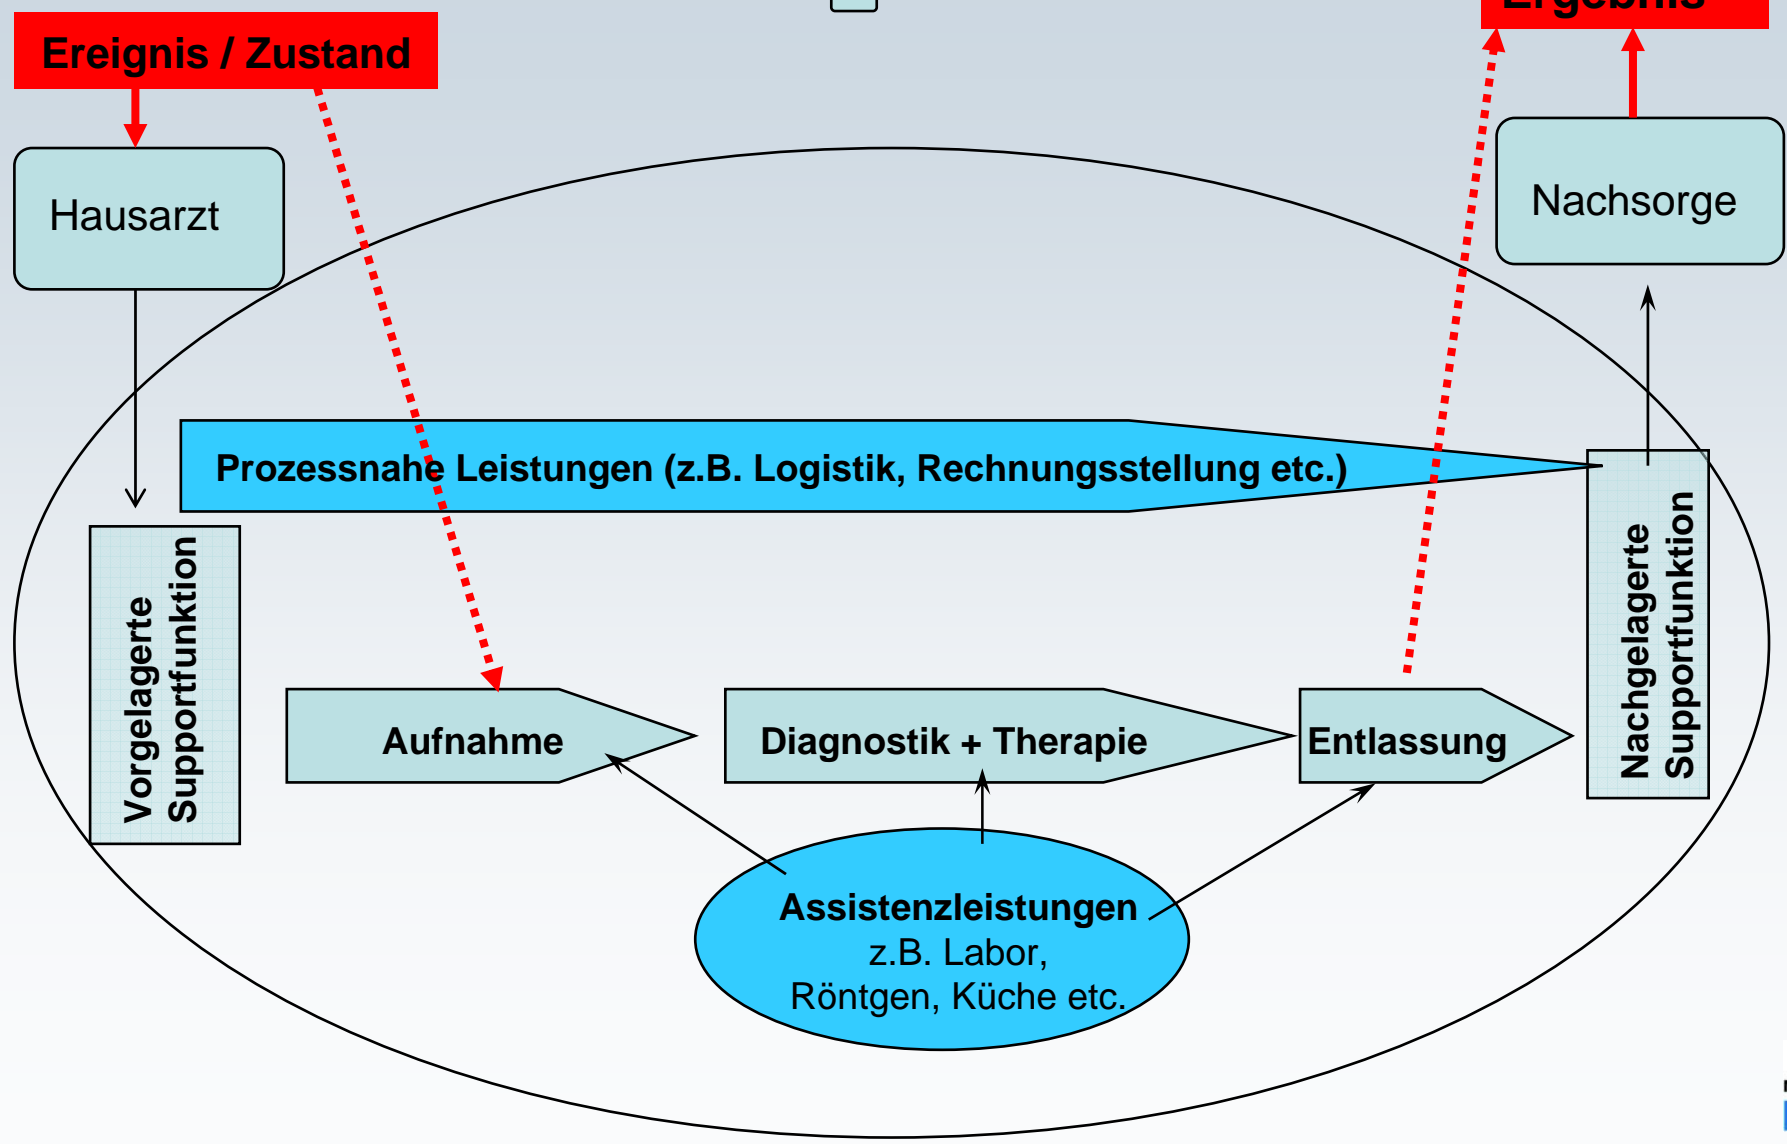 Ergebnis
Ereignis / Zustand
Hausarzt
Nachsorge
Prozessnahe Leistungen (z.B. Logistik, Rechnungsstellung etc.)
Vorgelagerte
Supportfunktion
Nachgelagerte
Supportfunktion
Aufnahme
Diagnostik + Therapie
Entlassung
Assistenzleistungen
z.B. Labor,
Röntgen, Küche etc.